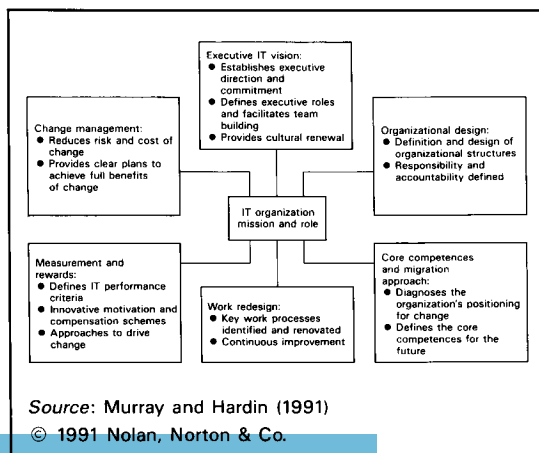 Executive IT vision:
● Establishes executive
direction and
commitment
● Defines executive roles
and facilitates team
building
● Provides cultural renewal
Change management:
● Reduces risk and cost of
change
● Provides clear plans to
achieve full benefits
of change
Organizational design:
● Definition and design of
organizational structures
● Responsibility and
accountability defined
IT organization
mission and role
Measurement and
rewards:
● Defines IT performance
criteria
● Innovative motivation and
compensation schemes
● Approaches to drive
change
Work redesign:
● Key work processes
identified and renovated
● Continuous improvement
Core competences
and migration
approach:
● Diagnoses the
organization's positioning
for change
● Defines the core
competences for the
future
Source: Murray and Hardin (1991)
© 1991 Nolan, Norton & Co.